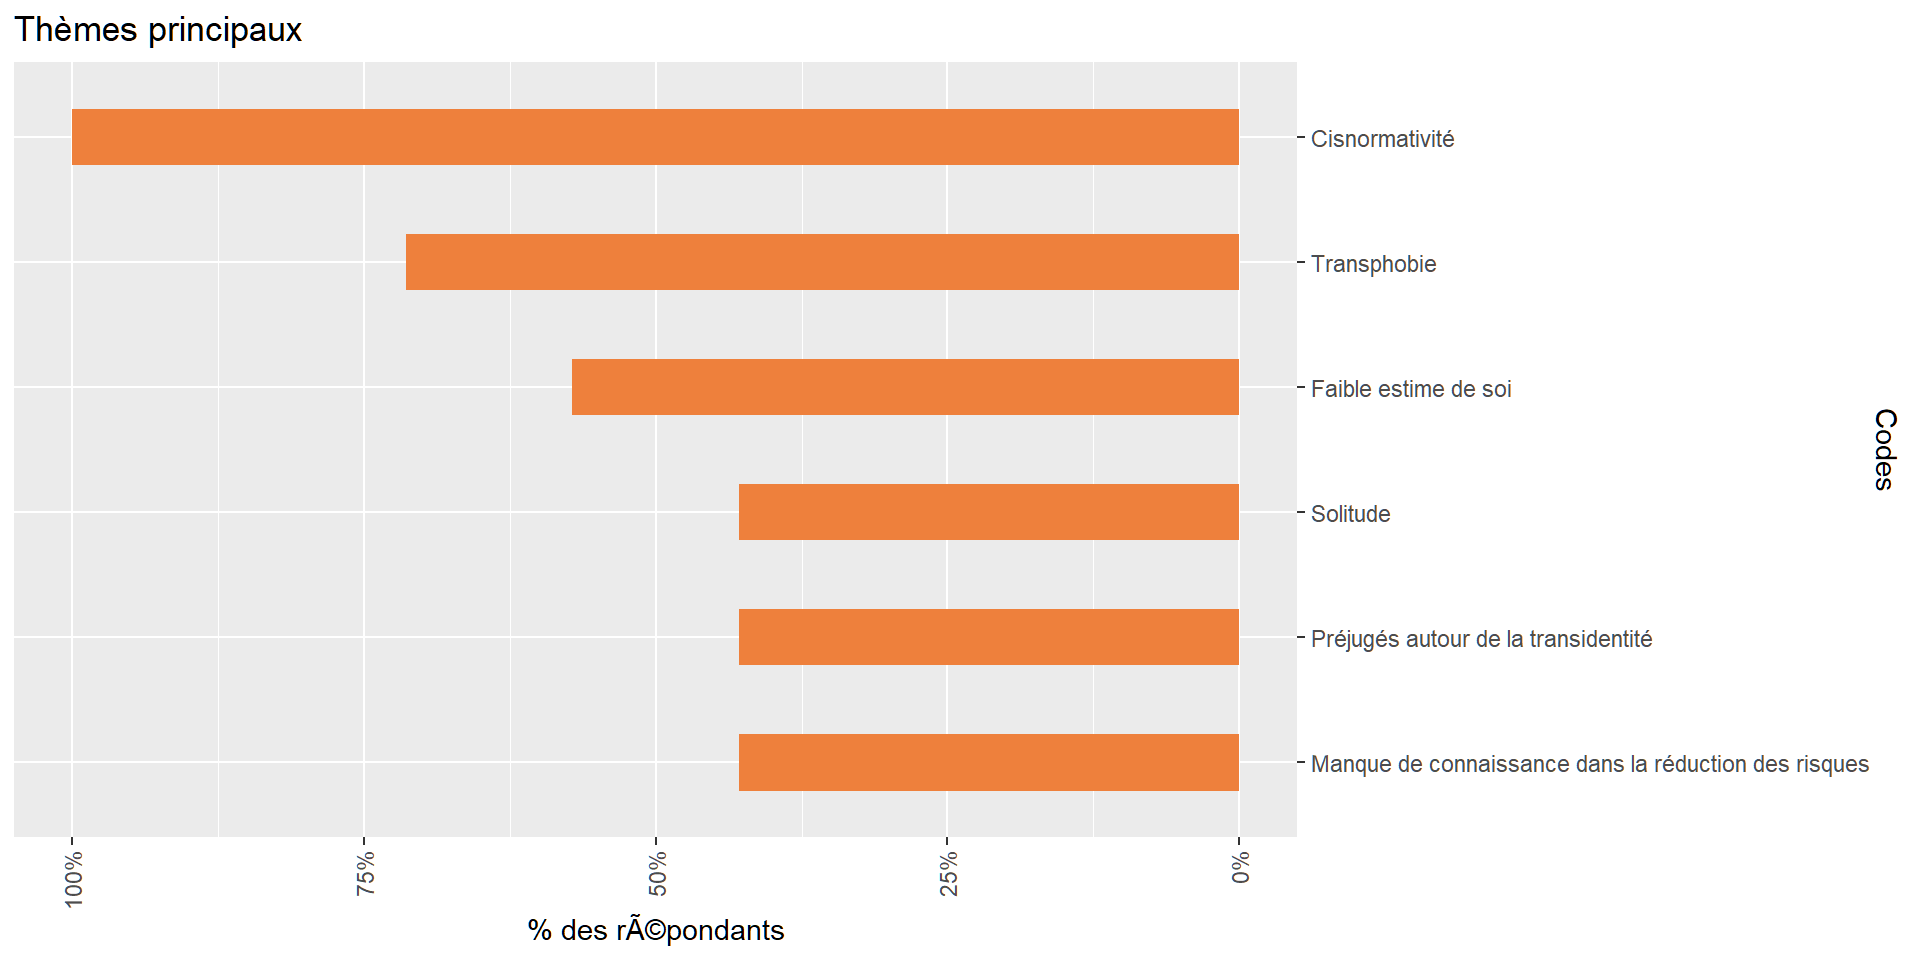 Thèmes principaux
Cisnormativité
Transphobie
Faible estime de soi
Solitude
Préjugés autour de la transidentité
Manque de connaissance dans la réduction des risques
Codes
100%
75%
50%
25%
0%
% des rÃ©pondants